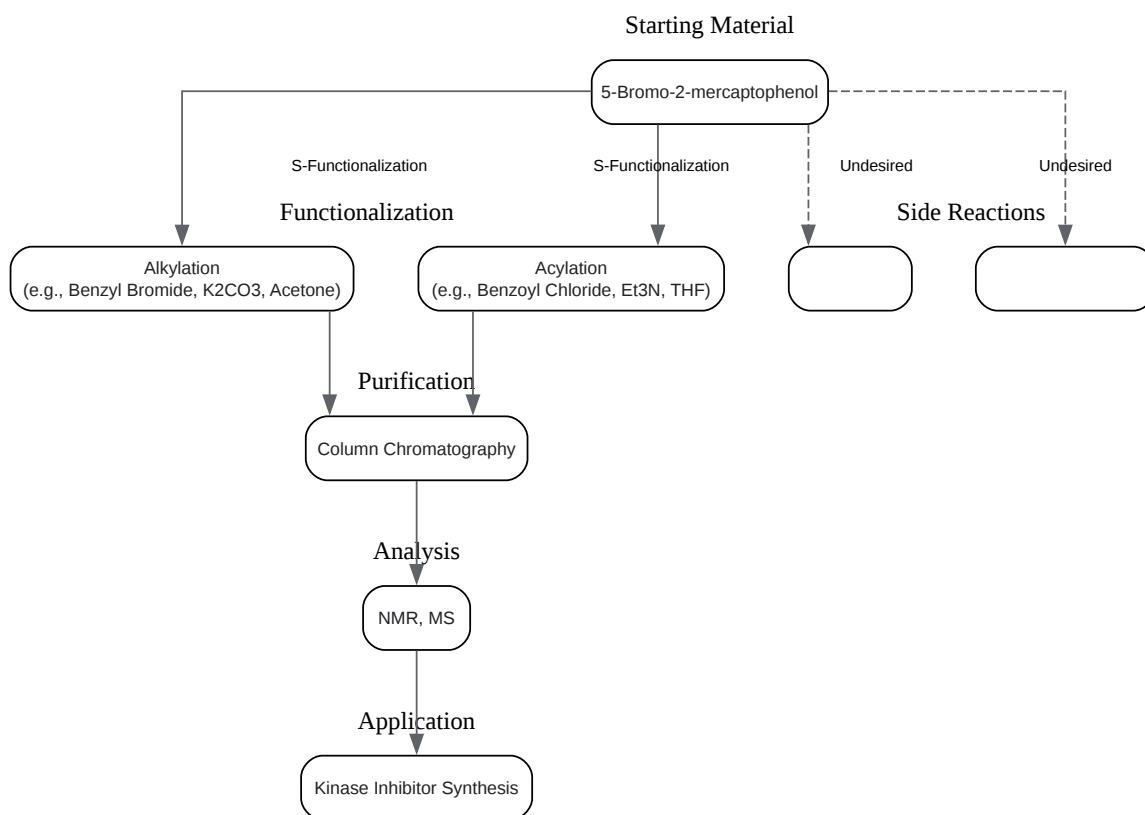 Starting Material
5-Bromo-2-mercaptophenol
S-Functionalization
S-Functionalization
Undesired
Undesired
Functionalization
Side Reactions
Alkylation
(e.g., Benzyl Bromide, K2CO3, Acetone)
Acylation
(e.g., Benzoyl Chloride, Et3N, THF)
Purification
Column Chromatography
Analysis
NMR, MS
Application
Kinase Inhibitor Synthesis